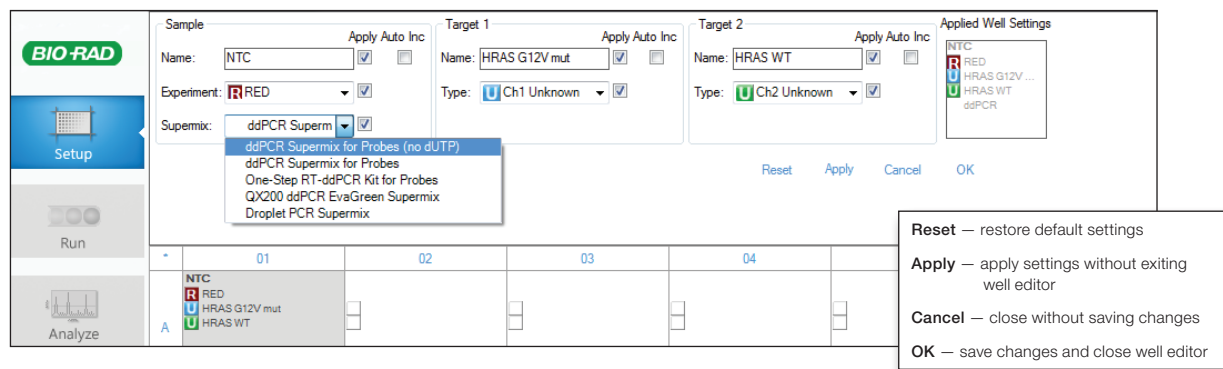 BIO-RAD
Setup
Run
Analyze
Sample
Apply Auto Inc
Name: NTC
Experiment: R RED
Supermix: ddPCR Superm
ddPCR Supermix for Probes (no dUTP)
ddPCR Supermix for Probes
One-Step RT-ddPCR Kit for Probes
QX200 ddPCR EvaGreen Supermix
Droplet PCR Supermix
Target 1
Apply Auto Inc
Name: HRAS G12V mut
Type: U Ch1 Unknown
Target 2
Apply Auto Inc
Name: HRAS WT
Type: U Ch2 Unknown
Applied Well Settings
NTC
R RED
U HRAS G12V ...
U HRAS WT
ddPCR
Reset Apply Cancel OK
* 01 02 03 04
A
NTC
R RED
U HRAS G12V mut
U HRAS WT
Reset — restore default settings
Apply — apply settings without exiting
well editor
Cancel — close without saving changes
OK — save changes and close well editor